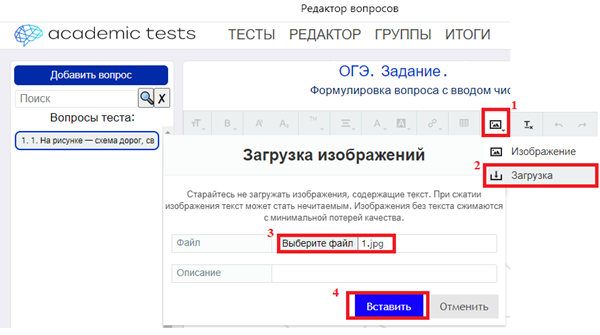 Редактор вопросов
academic tests ТЕСТЫ РЕДАКТОР ГРУППЫ ИТОГИ
Добавить вопрос
Поиск X
Вопросы теста:
1. 1. На рисунке — схема дорог, св
ОГЭ. Задание.
Формулировка вопроса с вводом чис
1
Изображение
2 Загрузка
Загрузка изображений
Старайтесь не загружать изображения, содержащие текст. При сжатии
изображения текст может стать нечитаемым. Изображения без текста сжимаются
с минимальной потерей качества.
3
Файл Выберите файл 1.jpg
Описание
4
Вставить Отменить